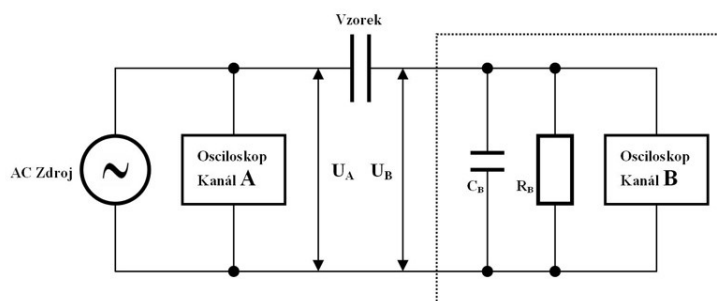 Vzorek
AC Zdroj
~
Osciloskop
Kanál A
U_A
U_B
C_B
R_B
Osciloskop
Kanál B